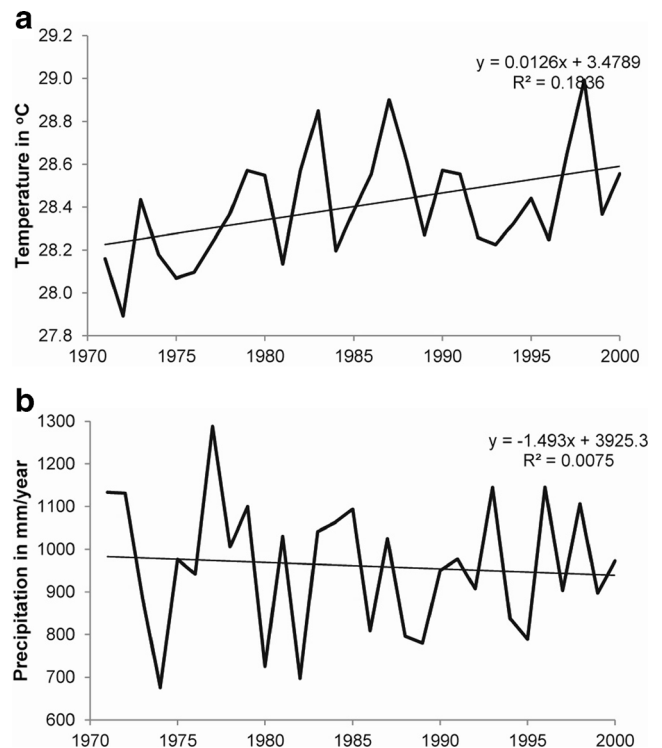 a
29.2
y = 0.0126x + 3.4789
29.0
R² = 0.1836
28.8
28.6
28.4
28.2
28.0
27.8
Temperature in ºC
1970 1975 1980 1985 1990 1995 2000
b
1300
y = -1.493x + 3925.3
R² = 0.0075
1200
1100
1000
900
800
700
600
Precipitation in mm/year
1970 1975 1980 1985 1990 1995 2000